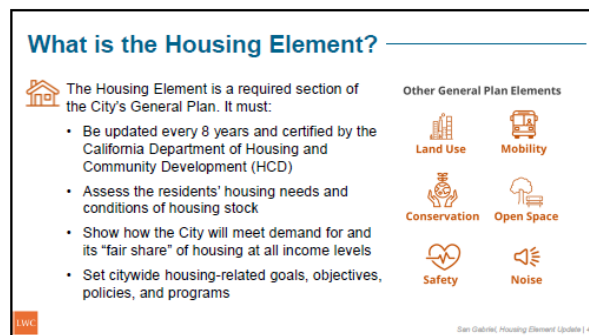 What is the Housing Element?
The Housing Element is a required section of
the City's General Plan. It must:
• Be updated every 8 years and certified by the
California Department of Housing and
Community Development (HCD)
• Assess the residents' housing needs and
conditions of housing stock
• Show how the City will meet demand for and
its “fair share” of housing at all income levels
• Set citywide housing-related goals, objectives,
policies, and programs
Other General Plan Elements
Land Use
Mobility
Conservation
Open Space
Safety
Noise
LWC
San Gabriel, Housing Element Update |